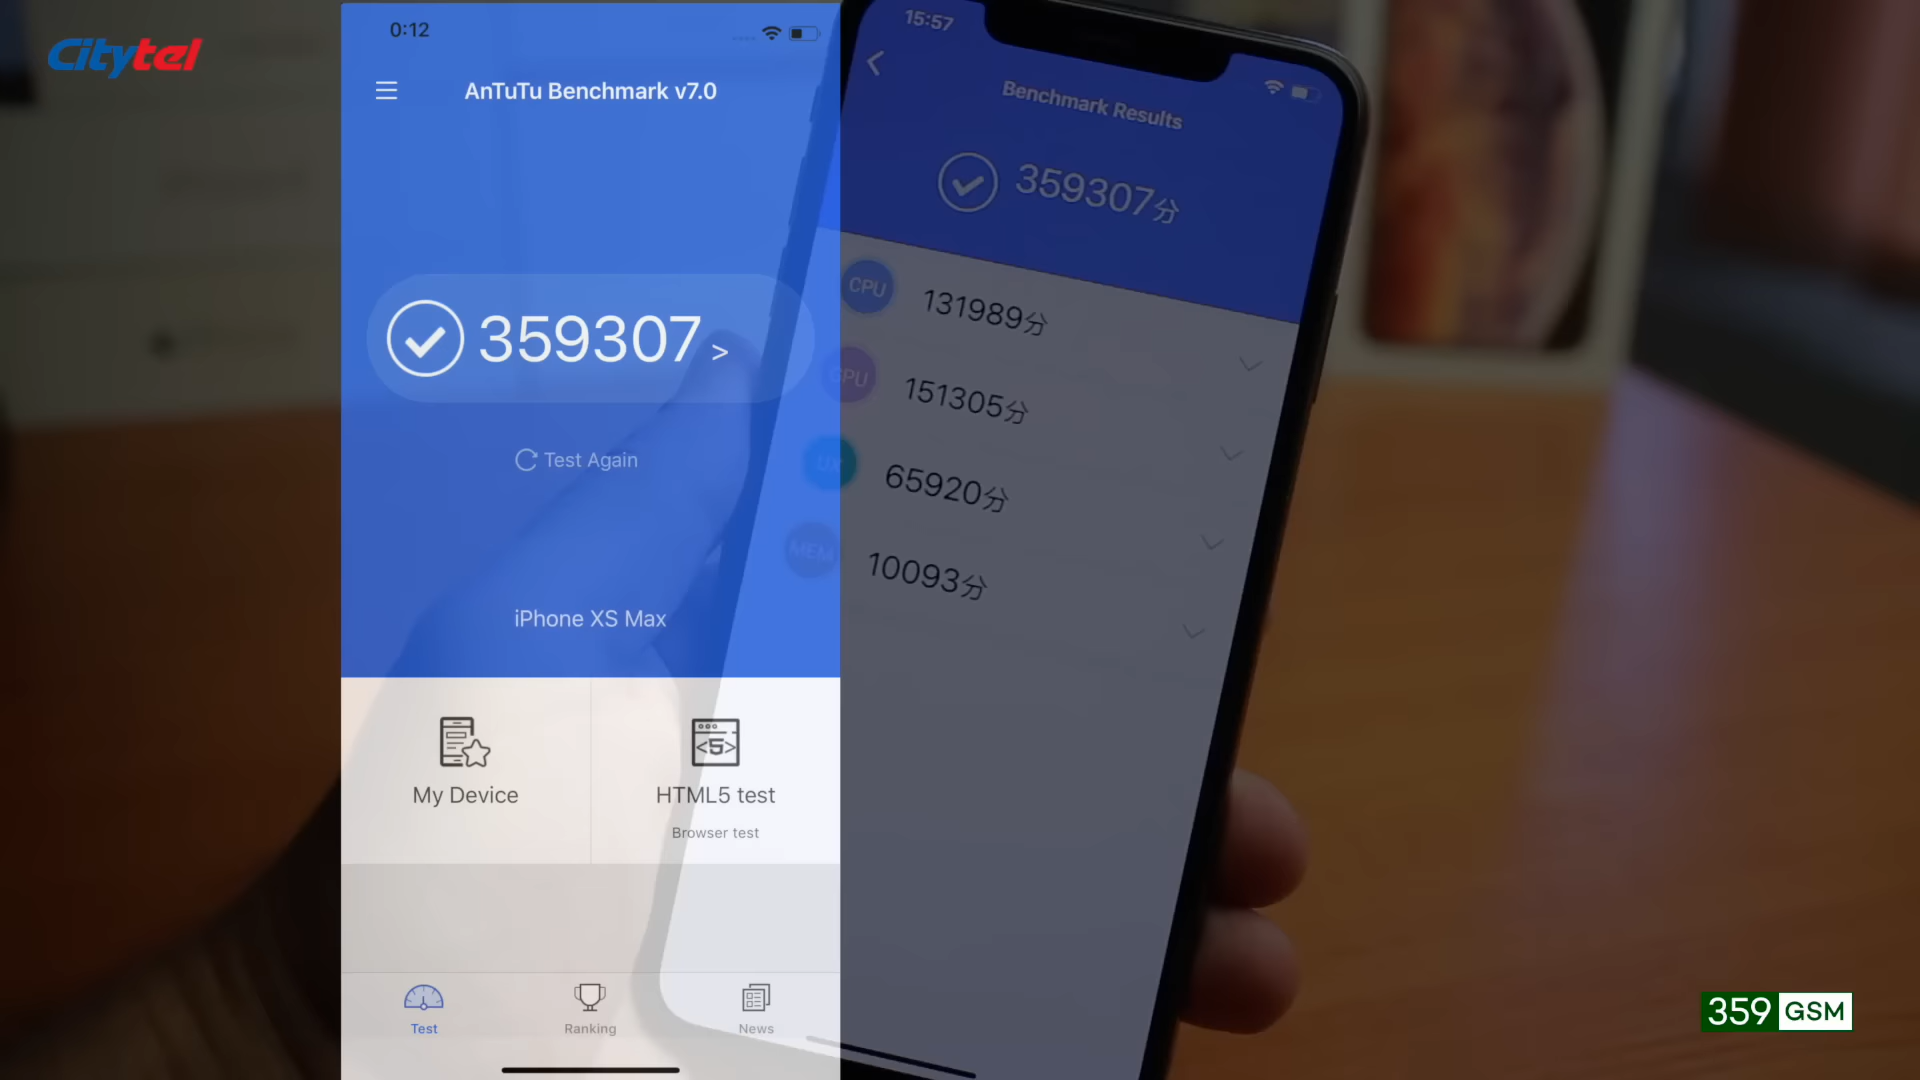 Citytel
0:12
AnTuTu Benchmark v7.0
359307 >
Test Again
iPhone XS Max
My Device
HTML5 test
Browser test
Test
Ranking
News
15:57
Benchmark Results
359307分
CPU
131989分
GPU
151305分
UX
65920分
MEM
10093分
359 GSM